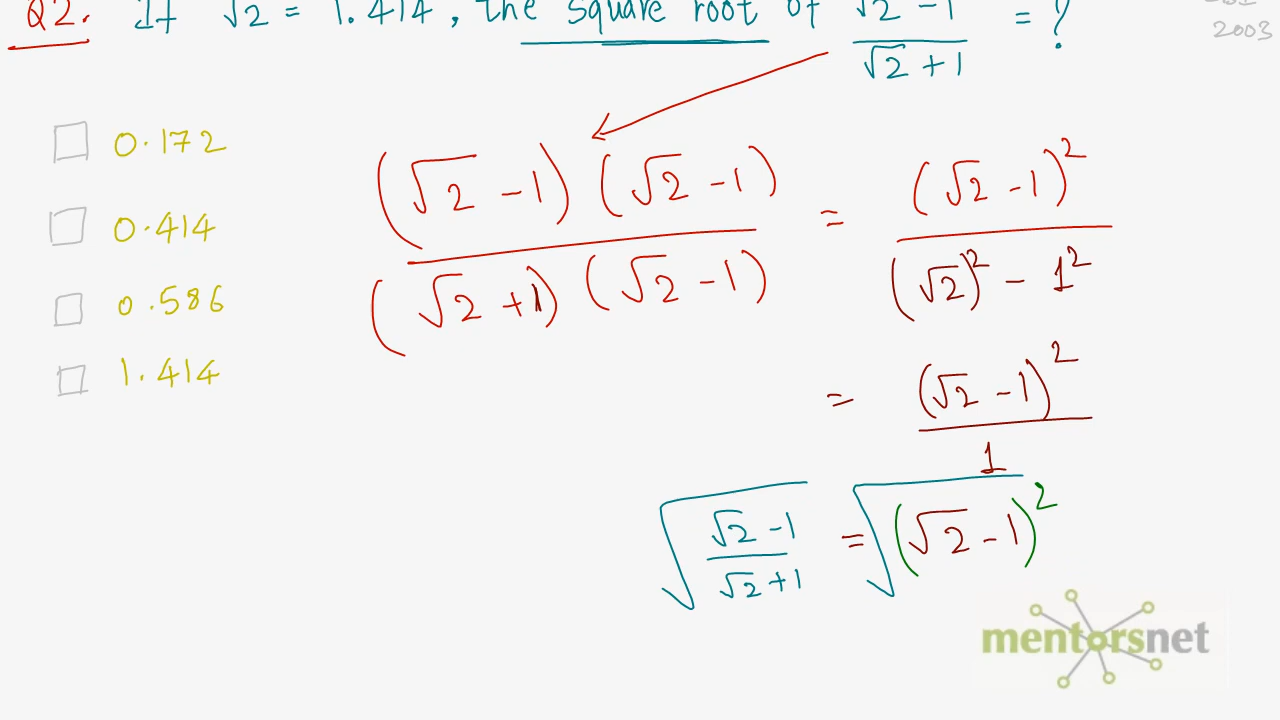 Q2. If √2 = 1.414, the square root of √2 - 1 / √2 + 1 = ?
2003
0.172
0.414
0.586
1.414
(√2 - 1) (√2 - 1) / (√2 + 1) (√2 - 1) = (√2 - 1)² / (√2)² - 1²
= (√2 - 1)² / 1
√(√2 - 1 / √2 + 1) = √(√2 - 1)²
mentorsnet